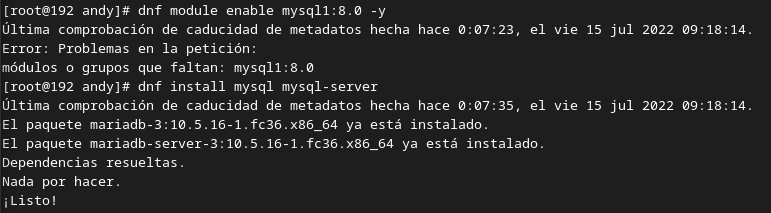 [root@192 andy]# dnf module enable mysql1:8.0 -y
Última comprobación de caducidad de metadatos hecha hace 0:07:23, el vie 15 jul 2022 09:18:14.
Error: Problemas en la petición:
módulos o grupos que faltan: mysql1:8.0
[root@192 andy]# dnf install mysql mysql-server
Última comprobación de caducidad de metadatos hecha hace 0:07:35, el vie 15 jul 2022 09:18:14.
El paquete mariadb-3:10.5.16-1.fc36.x86_64 ya está instalado.
El paquete mariadb-server-3:10.5.16-1.fc36.x86_64 ya está instalado.
Dependencias resueltas.
Nada por hacer.
¡Listo!